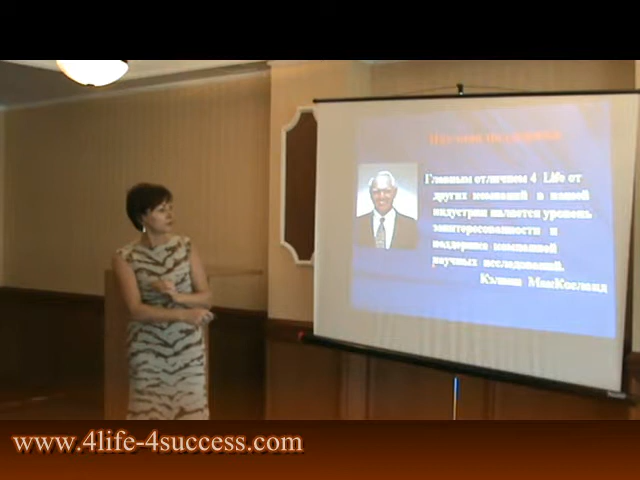 Главным отличием 4 Life от
других компаний в нашей
индустрии является уровень
заинтересованности и
поддержки компанией
научных исследований.
Кэлвин МакКосланд
www.4life-4success.com